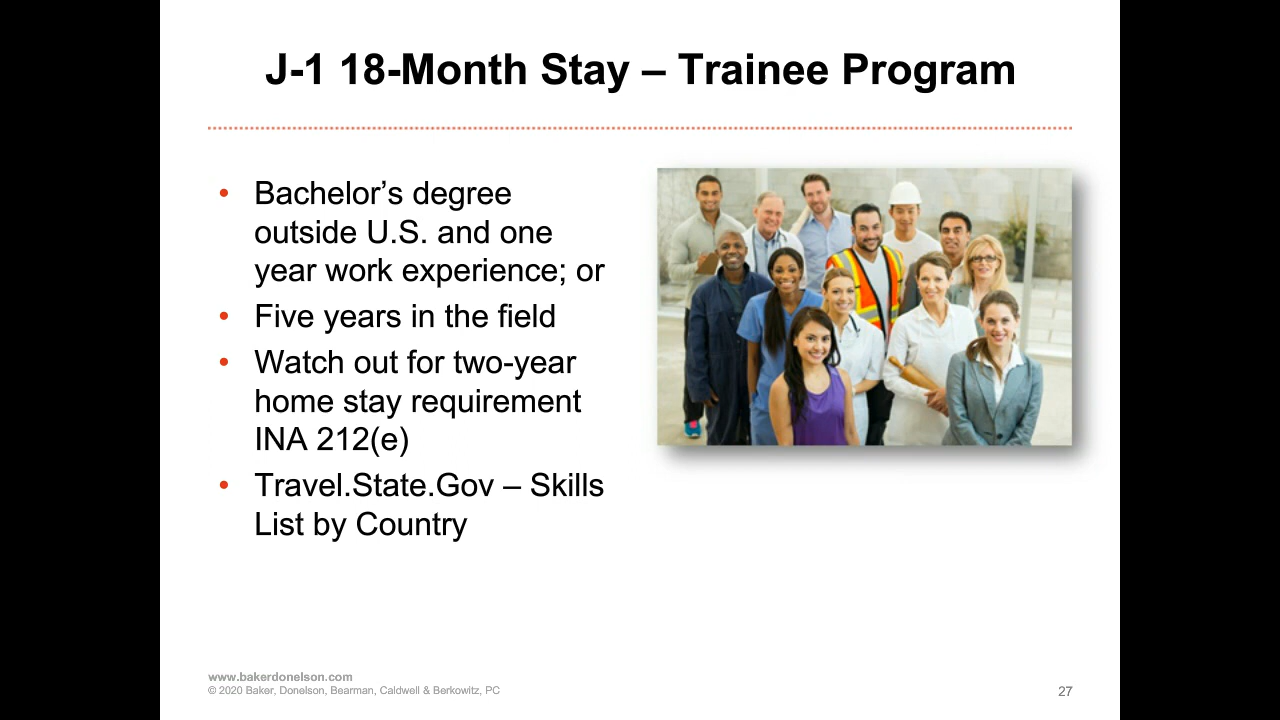 J-1 18-Month Stay – Trainee Program
• Bachelor’s degree
outside U.S. and one
year work experience; or
• Five years in the field
• Watch out for two-year
home stay requirement
INA 212(e)
• Travel.State.Gov – Skills
List by Country
www.bakerdonelson.com
© 2020 Baker, Donelson, Bearman, Caldwell & Berkowitz, PC
27